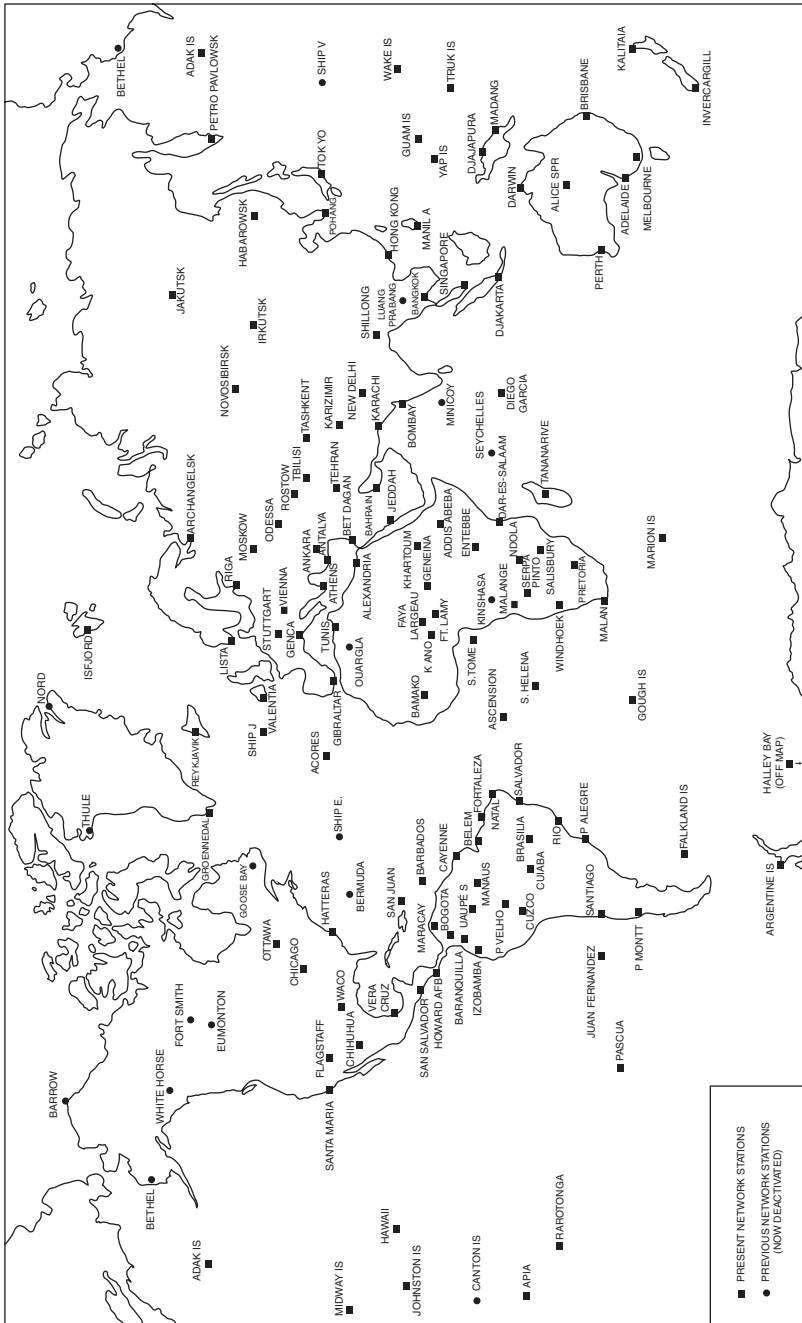 BARROW
THULE
NORD
ISFJORD
BETHEL
BETHEL
WHITE HORSE
FORT SMITH
EUMONTON
ADAK IS
GROENNEDAL
REYKJAVIK
ARCHANGELSK
JAKUTSK
PETRO PAVLOWSK
ADAK IS
GOOSE BAY
OTTAWA
CHICAGO
SHIP J
VALENTIA
LISTA
RIGA
MOSKOW
NOVOSIBIRSK
IRKUTSK
HABAROWSK
STUTTGART
VIENNA
GENCA
ODESSA
ROSTOW
TBILISI
TASHKENT
SANTA MARIA
FLAGSTAFF
CHIHUHUA
WACO
HATTERAS
BERMUDA
SHIP E.
ACORES
GIBRALTAR
TUNIS
OUARGLA
ATHENS
ANKARA
ANTALYA
ALEXANDRIA
BET DAGAN
TEHRAN
KARIZIMIR
NEW DELHI
POHANG
TOKYO
SHIP V
MIDWAY IS
HAWAII
JOHNSTON IS
VERA
CRUZ
SAN JUAN
BARBADOS
BAHRAIN
JEDDAH
KARACHI
BOMBAY
SHILLONG
LUANG
PRABANG
BANGKOK
HONG KONG
MANIL A
GUAM IS
YAP IS
WAKE IS
TRUK IS
SAN SALVADOR
HOWARD AFB
MARACAY
BOGOTA
BARANQUILLA
UAUPÉ S
IZOBAMBA
MANAUS
CAYENNE
BELEM
FORTALEZA
NATAL
BAMAKO
K ANO
FAYA
LARGEAU
FT. LAMY
GENEINA
KHARTOUM
ADDIS ABEBA
ENTEBBE
MINICOY
SINGAPORE
DJAJAPURA
MADANG
CANTON IS
APIA
RAROTONGA
P VELHO
CUZCO
CUIABA
BRASILIA
SALVADOR
RIO
ASCENSION
S. HELENA
S. TOME
KINSHASA
MALANGE
SERPA
PINTO
NDOLA
SALISBURY
DAR-ES-SALAAM
SEYCHELLES
DIEGO
GARCIA
TANANARIVE
DJAKARTA
DARWIN
ALICE SPR
BRISBANE
WINDHOEK
PRETORIA
MALAN
PASCUA
JUAN FERNANDEZ
SANTIAGO
P ALEGRE
P MONTT
GOUGH IS
MARION IS
PERTH
ADELAIDE
MELBOURNE
KALITAIA
INVERCARGILL
FALKLAND IS
ARGENTINE IS
HALLEY BAY
(OFF MAP)
PRESENT NETWORK STATIONS
PREVIOUS NETWORK STATIONS
(NOW DEACTIVATED)